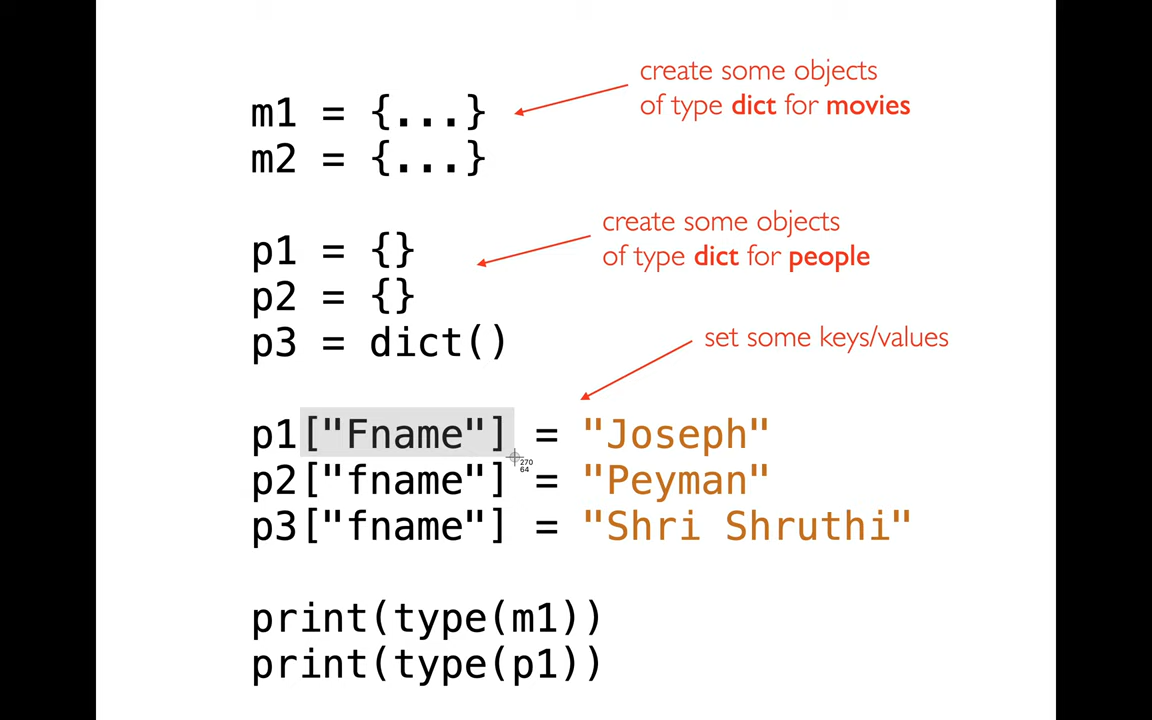 create some objects
of type dict for movies
m1 = {...}
m2 = {...}
create some objects
of type dict for people
p1 = {}
p2 = {}
p3 = dict()
set some keys/values
p1["Fname"] = "Joseph"
270
64
p2["fname"] = "Peyman"
p3["fname"] = "Shri Shruthi"
print(type(m1))
print(type(p1))